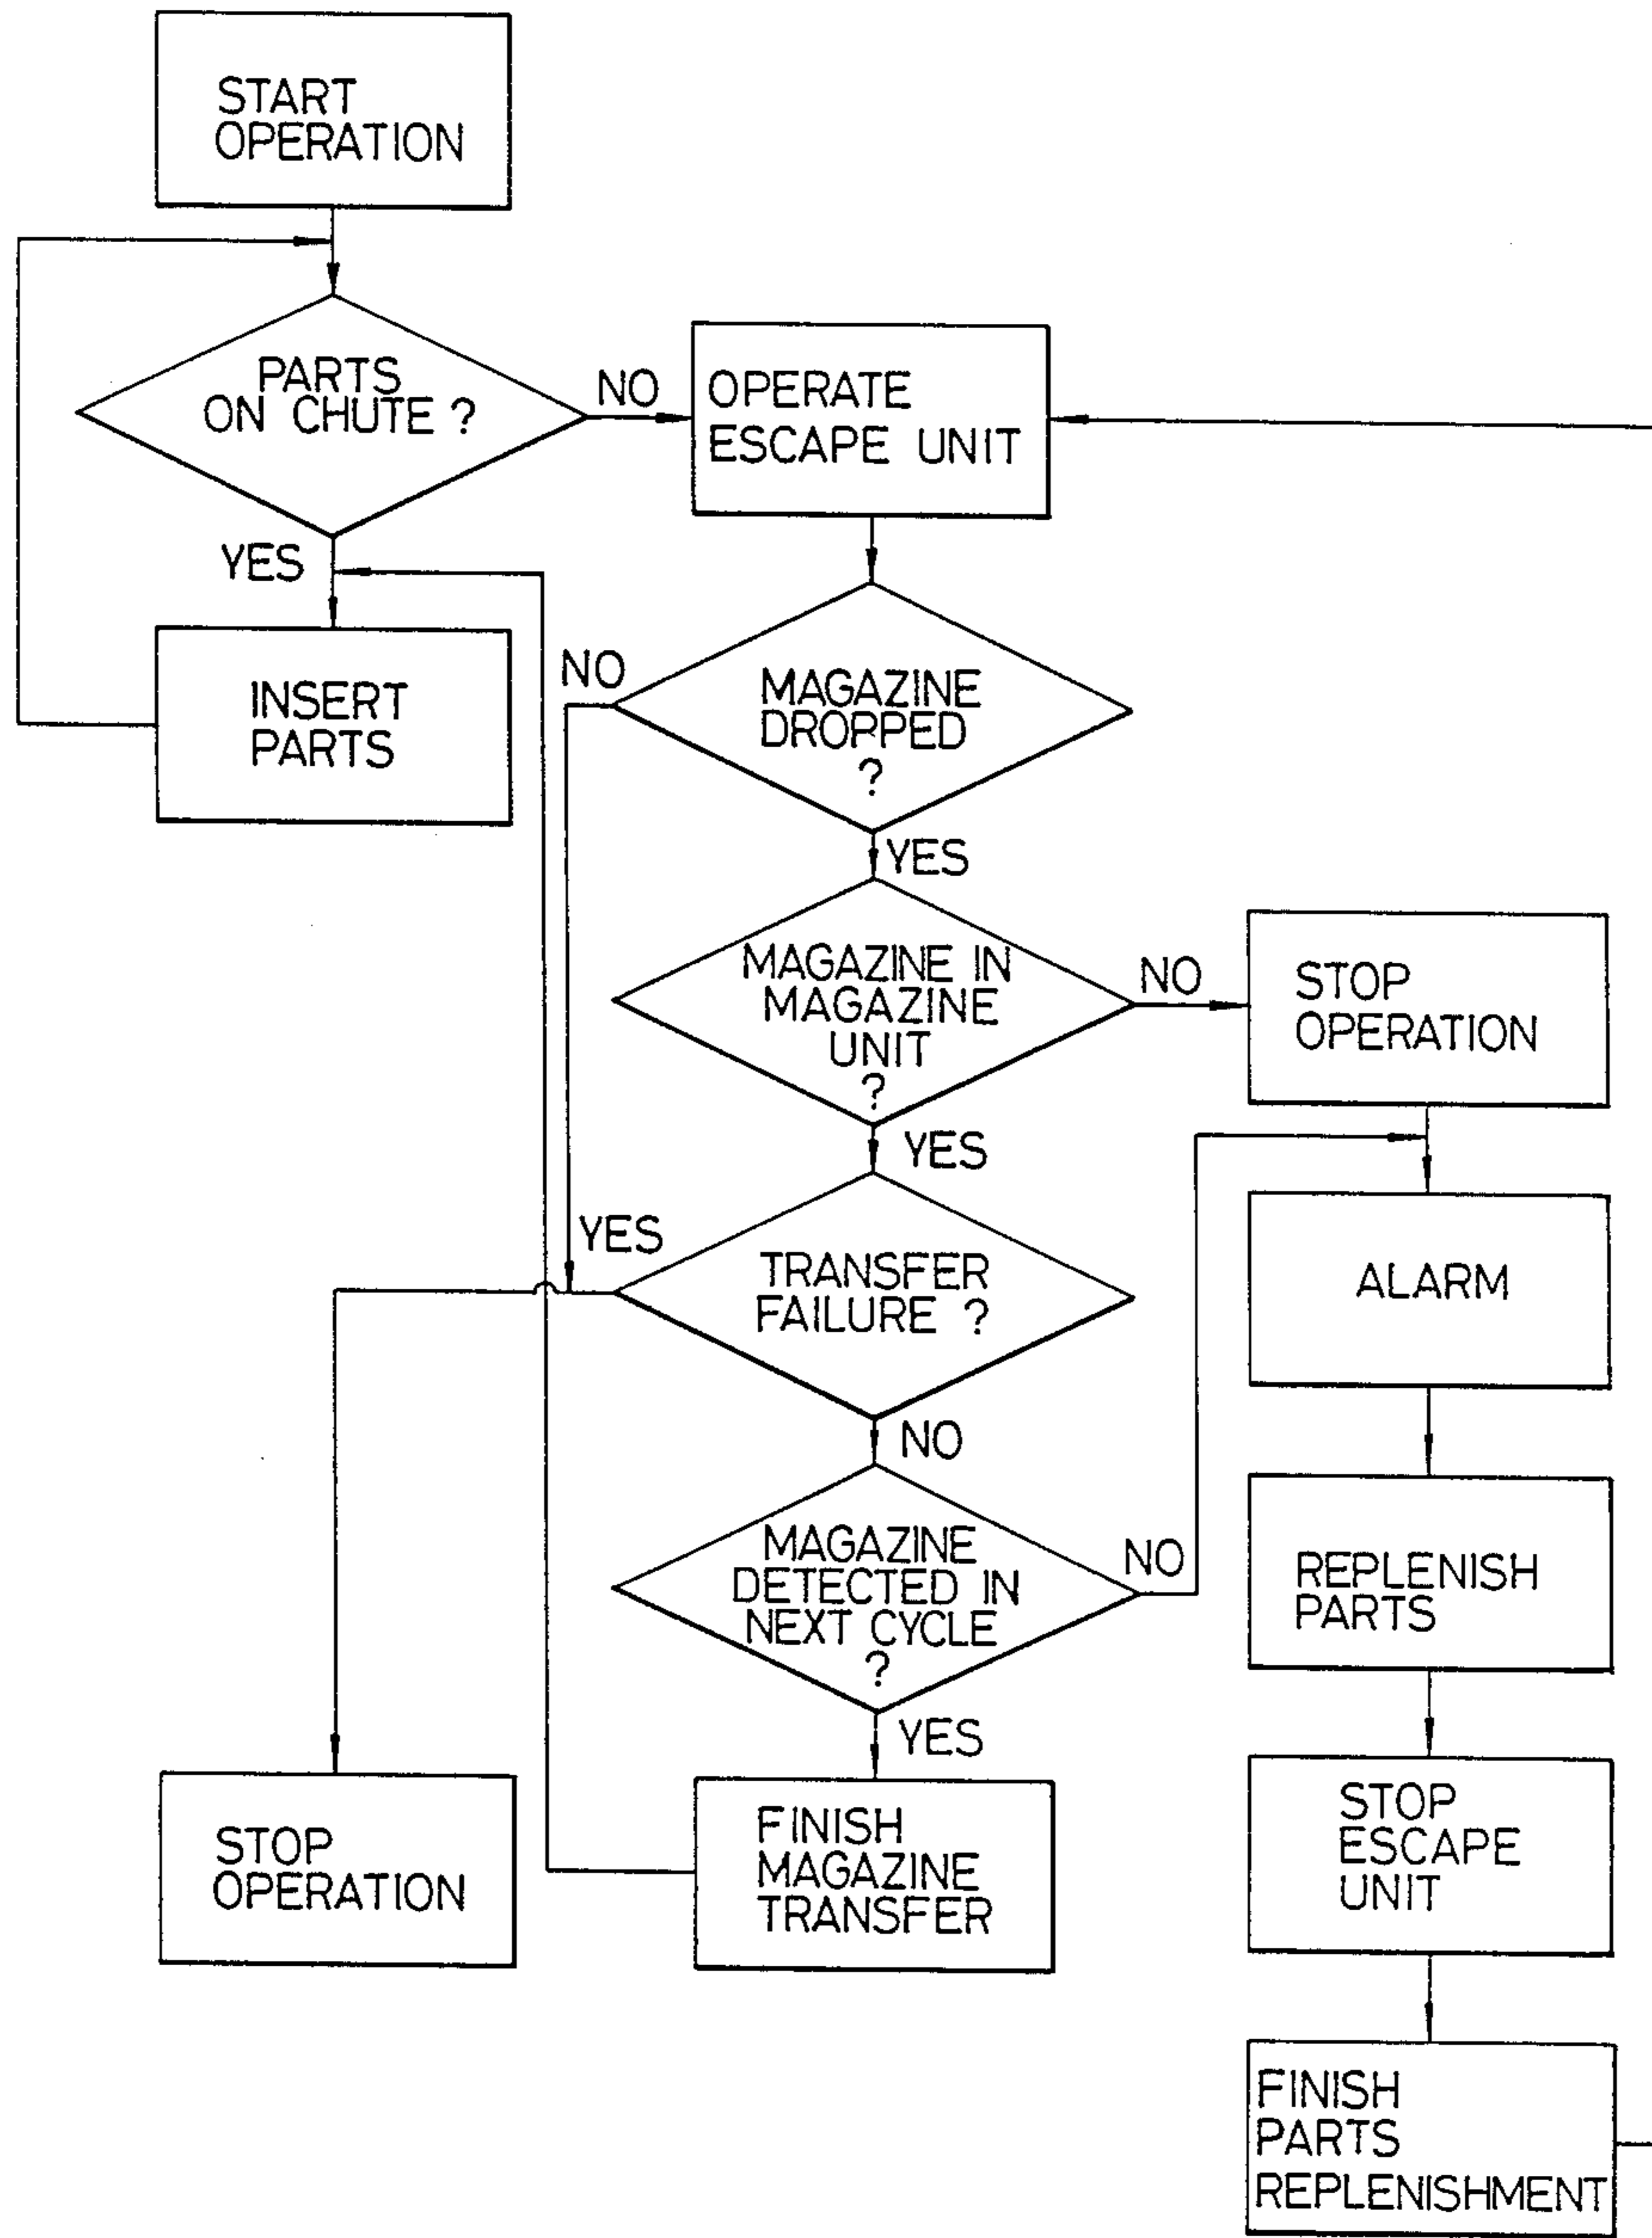 START
OPERATION
PARTS
ON CHUTE ?
NO
OPERATE
ESCAPE UNIT
YES
INSERT
PARTS
NO
MAGAZINE
DROPPED
?
YES
MAGAZINE IN
MAGAZINE
UNIT
?
NO
STOP
OPERATION
YES
YES
TRANSFER
FAILURE ?
ALARM
NO
MAGAZINE
DETECTED IN
NEXT CYCLE
?
NO
REPLENISH
PARTS
YES
STOP
OPERATION
FINISH
MAGAZINE
TRANSFER
STOP
ESCAPE
UNIT
FINISH
PARTS
REPLENISHMENT